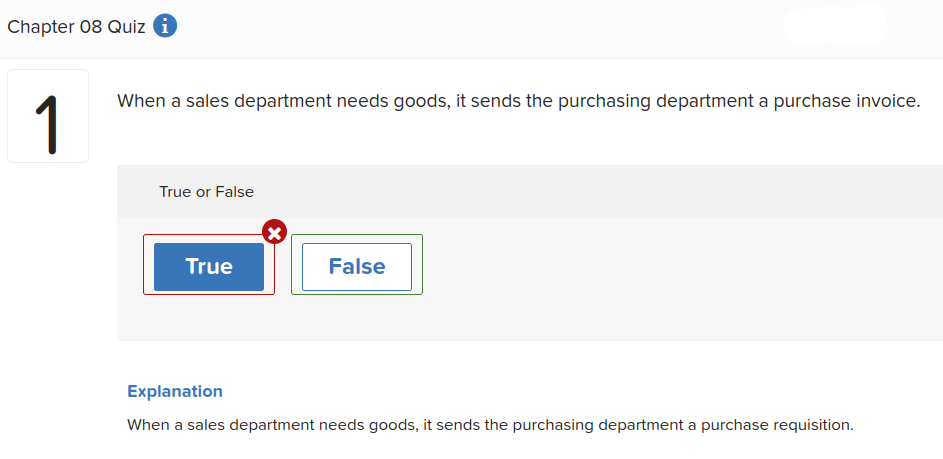 Chapter 08 Quiz i
1
When a sales department needs goods, it sends the purchasing department a purchase invoice.
True or False
True
False
Explanation
When a sales department needs goods, it sends the purchasing department a purchase requisition.